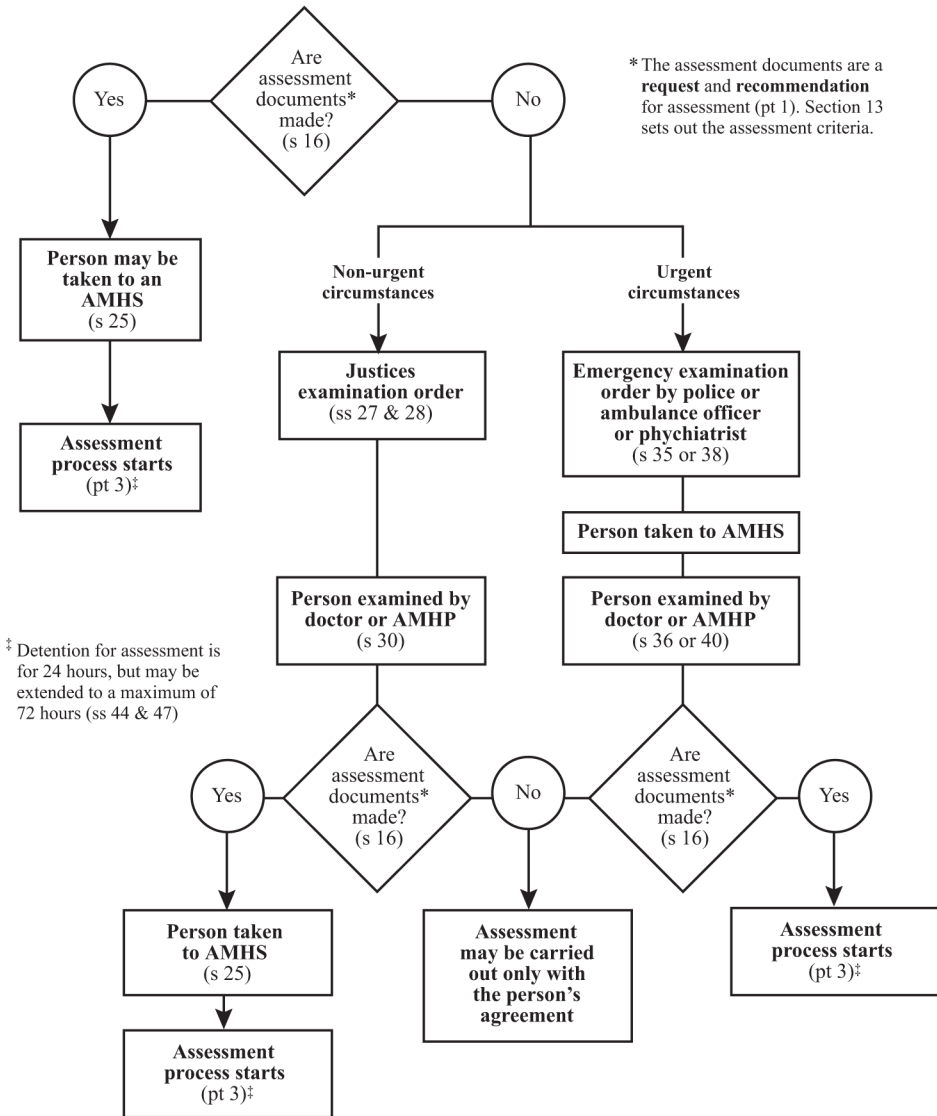 Are
assessment
documents*
made?
(s 16)
Yes
No
* The assessment documents are a
request and recommendation
for assessment (pt 1). Section 13
sets out the assessment criteria.
Person may be
taken to an
AMHS
(s 25)
Non-urgent
circumstances
Urgent
circumstances
Justices
examination order
(ss 27 & 28)
Emergency examination
order by police or
ambulance officer
or phychiatrist
(s 35 or 38)
Assessment
process starts
(pt 3)‡
Person taken to AMHS
Person examined by
doctor or AMHP
(s 30)
Person examined by
doctor or AMHP
(s 36 or 40)
‡ Detention for assessment is
for 24 hours, but may be
extended to a maximum of
72 hours (ss 44 & 47)
Yes
Are
assessment
documents*
made?
(s 16)
No
Are
assessment
documents*
made?
(s 16)
Yes
Person taken
to AMHS
(s 25)
Assessment
may be carried
out only with
the person’s
agreement
Assessment
process starts
(pt 3)‡
Assessment
process starts
(pt 3)‡